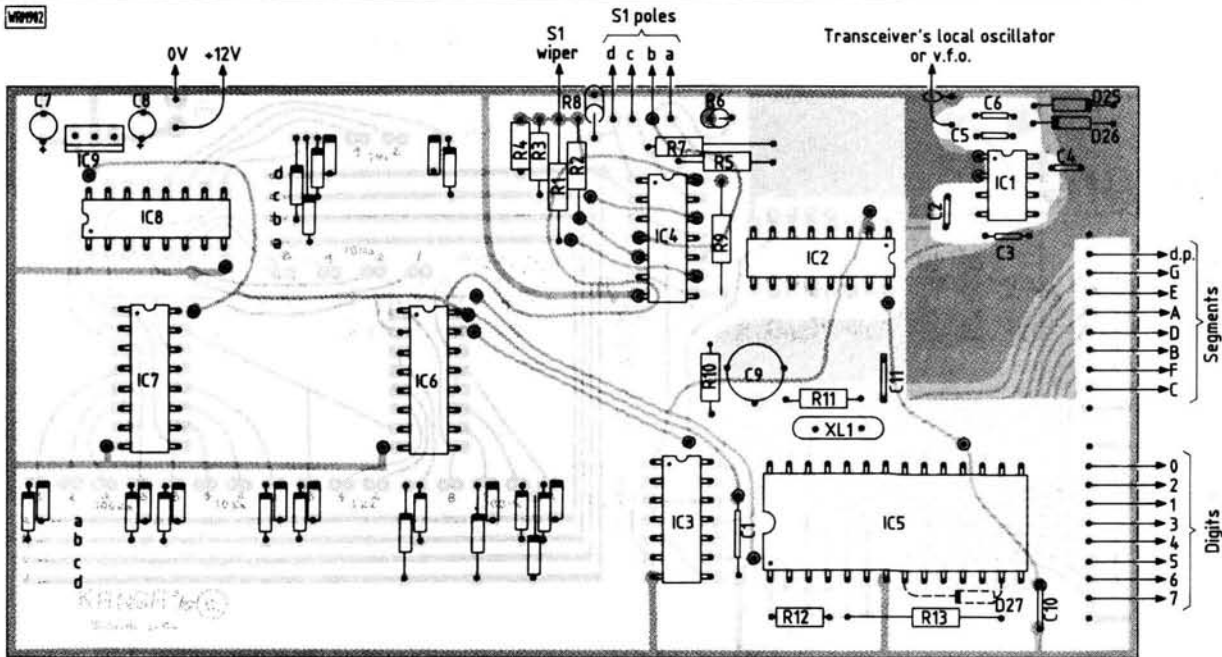 WRM902
S1 poles
S1 wiper
d c b a
Transceiver's local oscillator
or v.f.o.
0V +12V
C7
C8
IC9
R8
R6
C6
D25
D26
C5
R4
R3
R1
R2
R7
R5
IC1
C4
IC8
d
c
b
a
IC4
R9
IC2
C2
C3
d.p.
G
E
A
D
B
F
C
Segments
IC7
IC6
R10
C9
R11
C11
XL1
a
b
c
d
IC3
C1
IC5
0
2
1
3
4
5
6
7
Digits
D27
C10
R12
R13
KANGA